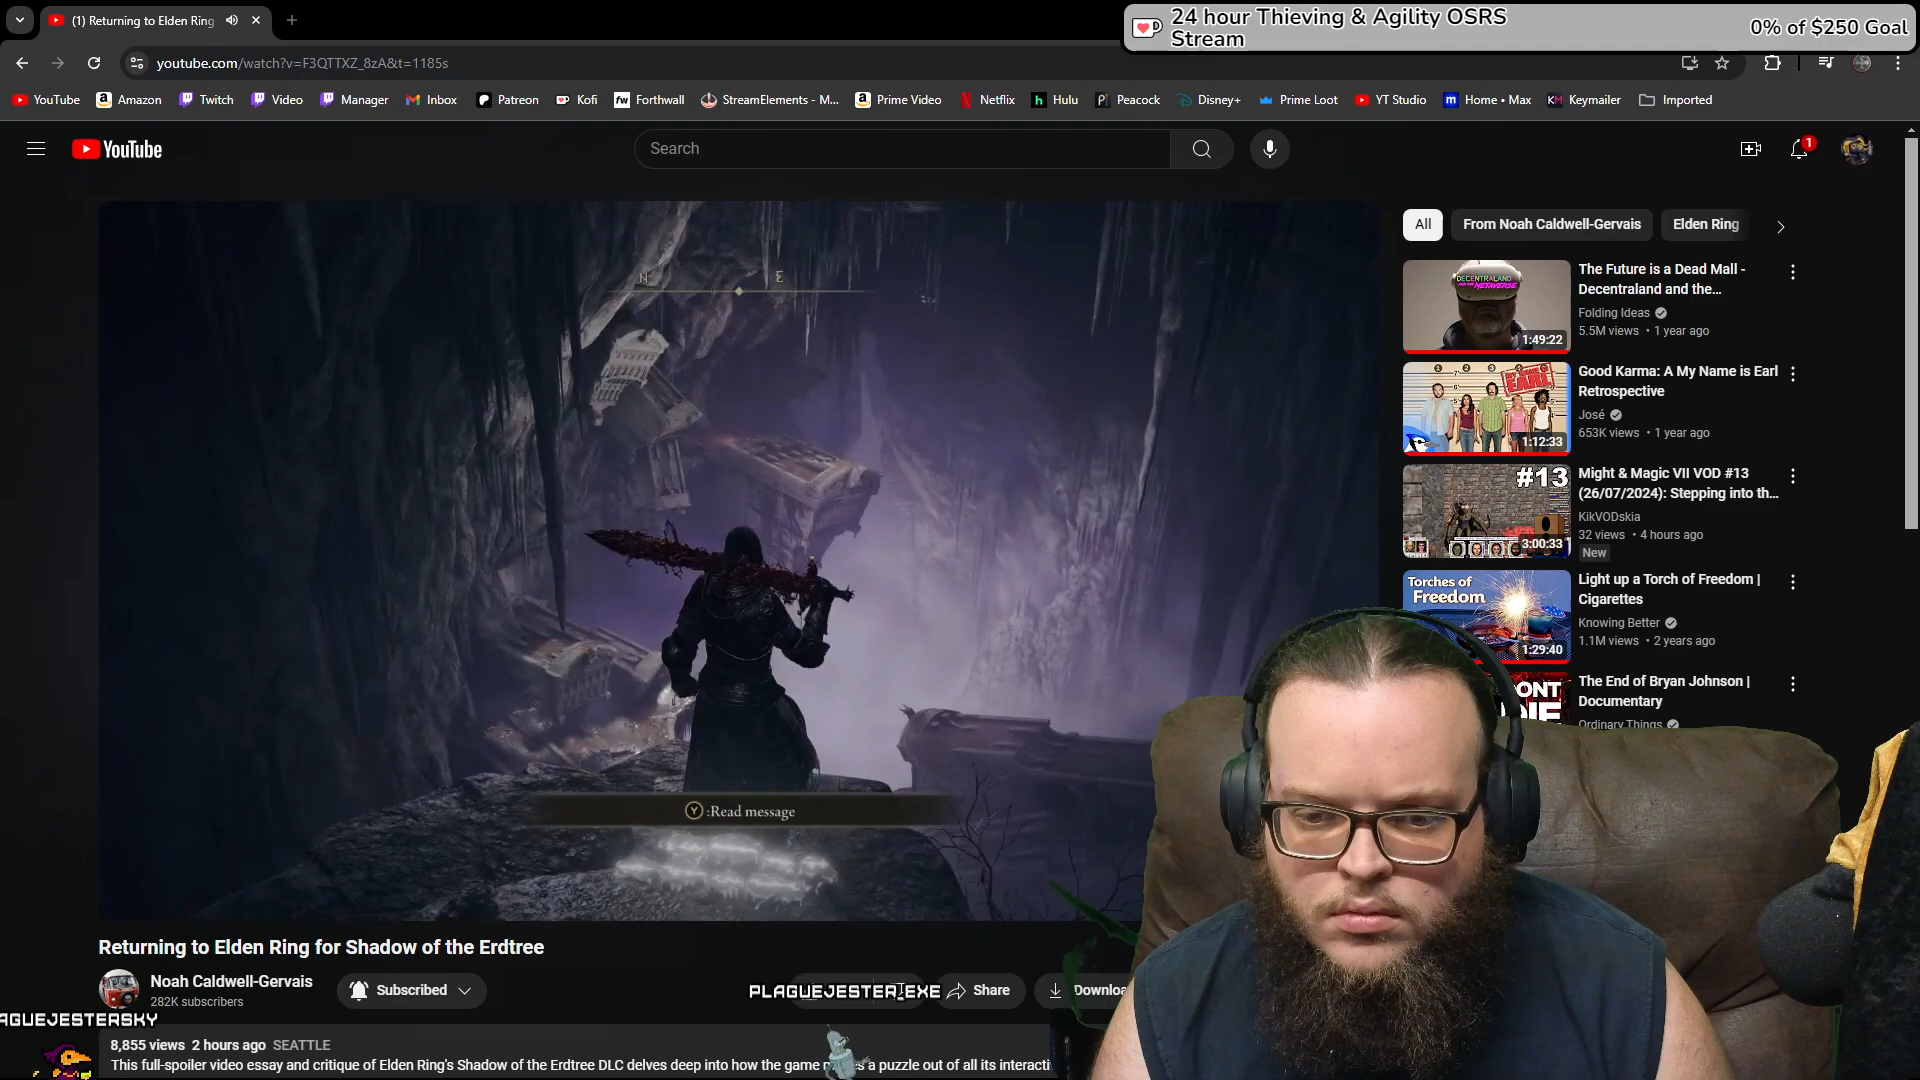 (1) Returning to Elden Ring
24 hour Thieving & Agility OSRS
Stream
0% of $250 Goal
youtube.com/watch?v=F3QTTXZ_8zA&t=1185s
YouTube
Amazon
Twitch
Video
Manager
Inbox
Patreon
Kofi
fw Forthwall
StreamElements - M...
Prime Video
Netflix
h Hulu
Peacock
Disney+
Prime Loot
YT Studio
m Home • Max
KM Keymailer
Imported
YouTube
Search
1
All
From Noah Caldwell-Gervais
Elden Ring
N
E
Y :Read message
DECENTRALAND
1:49:22
The Future is a Dead Mall -
Decentraland and the...
Folding Ideas
5.5M views • 1 year ago
1:12:33
Good Karma: A My Name is Earl
Retrospective
José
653K views • 1 year ago
#13
3:00:33
Might & Magic VII VOD #13
(26/07/2024): Stepping into th...
KikVODskia
32 views • 4 hours ago
New
Torches of
Freedom
1:29:40
Light up a Torch of Freedom |
Cigarettes
Knowing Better
1.1M views • 2 years ago
The End of Bryan Johnson |
Documentary
Ordinary Things
Returning to Elden Ring for Shadow of the Erdtree
Noah Caldwell-Gervais
282K subscribers
Subscribed
PLAGUEJESTER_EXE
Share
Downloa
AGUEJESTERSKY
8,855 views 2 hours ago SEATTLE
This full-spoiler video essay and critique of Elden Ring's Shadow of the Erdtree DLC delves deep into how the game a puzzle out of all its interacti